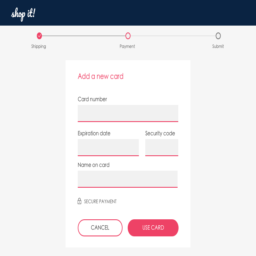 shop it!
Shipping Payment Submit
Add a new card
Card number
Expiration date Security code
Name on card
SECURE PAYMENT
CANCEL USE CARD